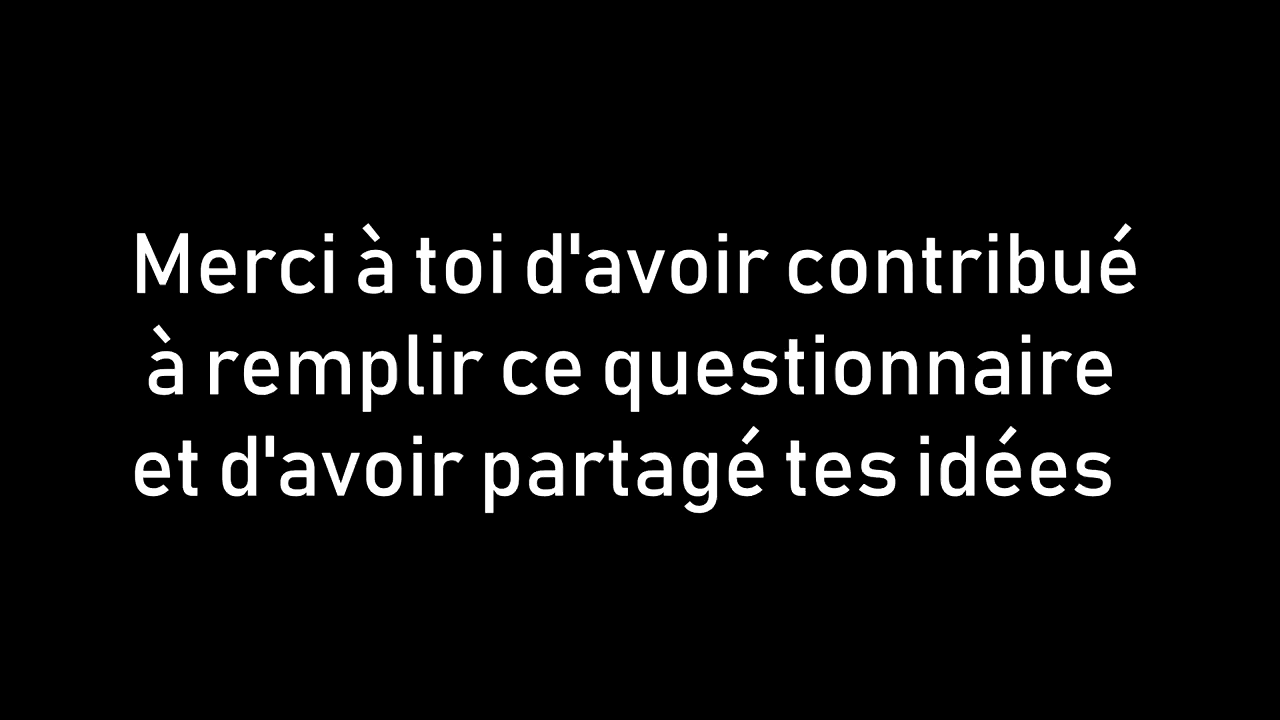 Merci à toi d'avoir contribué
à remplir ce questionnaire
et d'avoir partagé tes idées